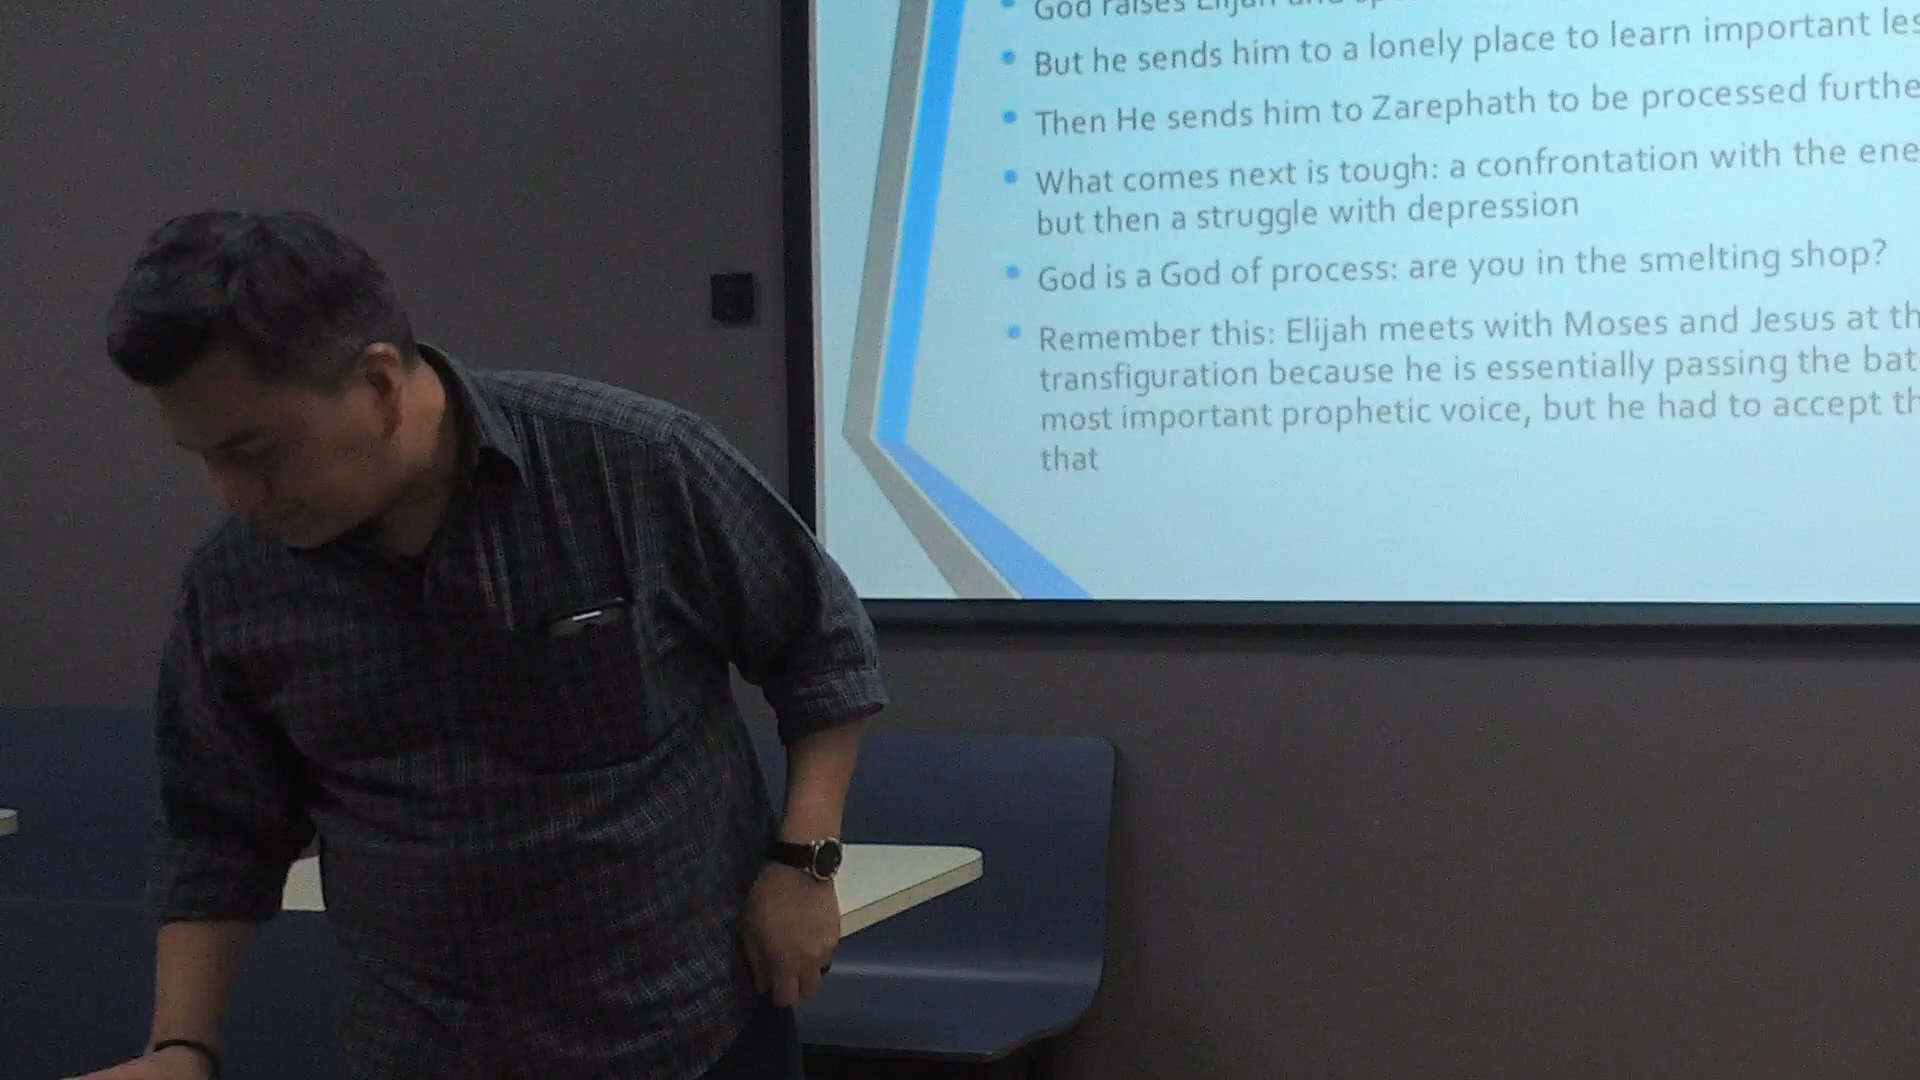 God raises Elijah and
But he sends him to a lonely place to learn important les
Then He sends him to Zarephath to be processed furthe
What comes next is tough: a confrontation with the ene
but then a struggle with depression
God is a God of process: are you in the smelting shop?
Remember this: Elijah meets with Moses and Jesus at th
transfiguration because he is essentially passing the bat
most important prophetic voice, but he had to accept th
that